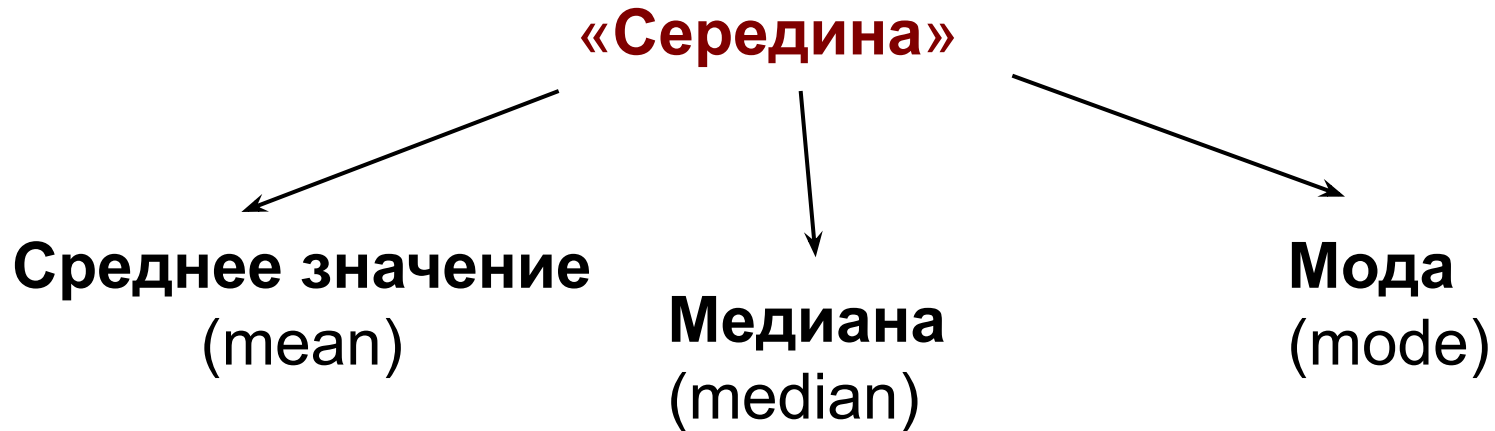 «Середина»
Среднее значение
(mean)
Медиана
(median)
Мода
(mode)